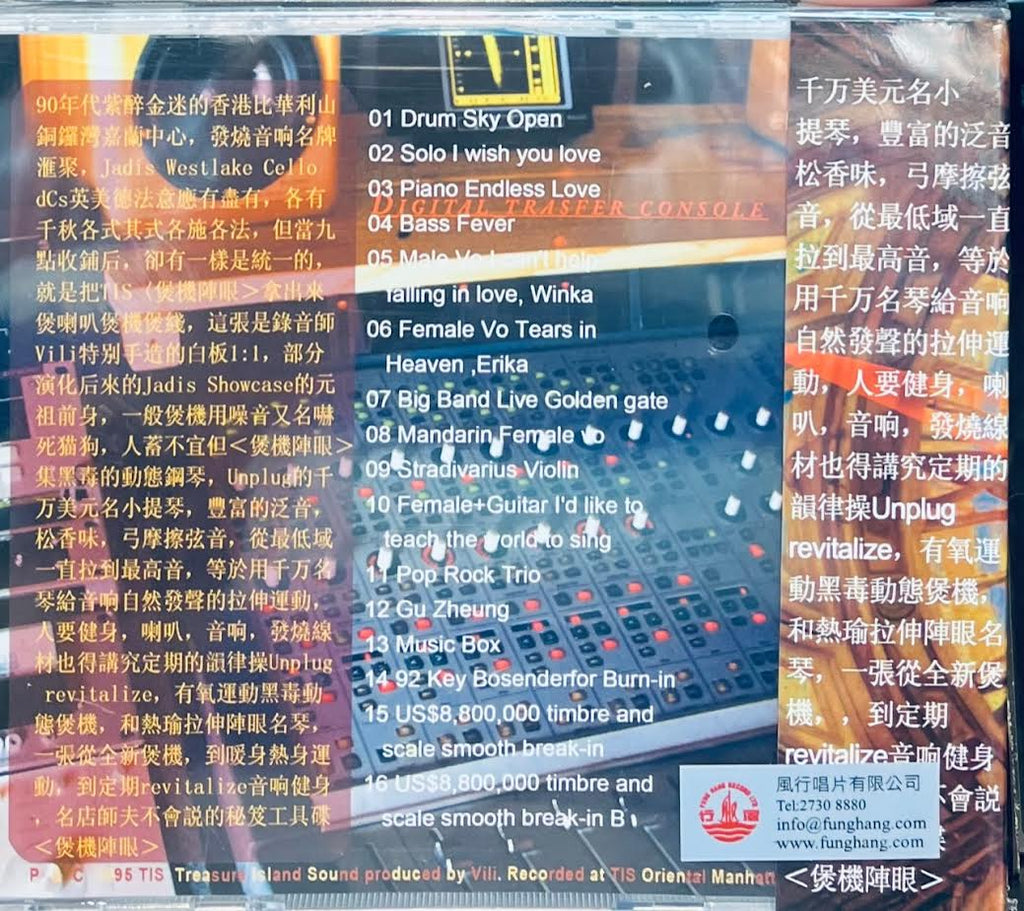 90年代紫醉金迷的香港比華利山
銅鑼灣嘉蘭中心，發燒音响名牌
滙聚，Jadis Westlake Cello
dCs英美德法意應有盡有，各有
千秋各式其式各施各法，但當九
點收鋪后，卻有一樣是統一的，
就是把TIS〈煲機陣眼＞拿出來
煲喇叭煲機煲綫，這張是錄音師
Vili特别手造的白板1:1，部分
演化后來的Jadis Showcase的元
祖前身，一般煲機用噪音又名嚇
死猫狗，人蓄不宜但＜煲機陣眼＞
集黑毒的動態鋼琴，Unplug的千
万美元名小提琴，豐富的泛音，
松香味，弓摩擦弦音，從最低域
一直拉到最高音，等於用千万名
琴給音响自然發聲的拉伸運動，
人要健身，喇叭，音响，發燒線
材也得講究定期的韻律操Unplug
revitalize，有氧運動黑毒動
態煲機，和熱瑜拉伸陣眼名琴，
一張從全新煲機，到暖身熱身運
動，到定期revitalize音响健身
，名店師夫不會説的秘笈工具碟
＜煲機陣眼＞
01 Drum Sky Open
02 Solo I wish you love
03 Piano Endless Love
DIGITAL TRASFER CONSOLE
04 Bass Fever
05 Male Vo I can't help
falling in love, Winka
06 Female Vo Tears in
Heaven ,Erika
07 Big Band Live Golden gate
08 Mandarin Female vo
09 Stradivarius Violin
10 Female+Guitar I'd like to
teach the world to sing
11 Pop Rock Trio
12 Gu Zheung
13 Music Box
14 92 Key Bosenderfor Burn-in
15 US$8,800,000 timbre and
scale smooth break-in
16 US$8,800,000 timbre and
scale smooth break-in B
千万美元名小
提琴，豐富的泛音
松香味，弓摩擦弦
音，從最低域一直
拉到最高音，等於
用千万名琴給音响
自然發聲的拉伸運
動，人要健身，喇
叭，音响，發燒線
材也得講究定期的
韻律操Unplug
revitalize，有氧運
動黑毒動態煲機，
和熱瑜拉伸陣眼名
琴，一張從全新煲
機，，到定期
revitalize音响健身
不會説
＜煲機陣眼＞
FUNG HANG RECORD LTD
風行
風行唱片有限公司
Tel:2730 8880
info@funghang.com
www.funghang.com
P C 95 TIS Treasure Island Sound produced by Vili. Recorded at TIS Oriental Manhatt